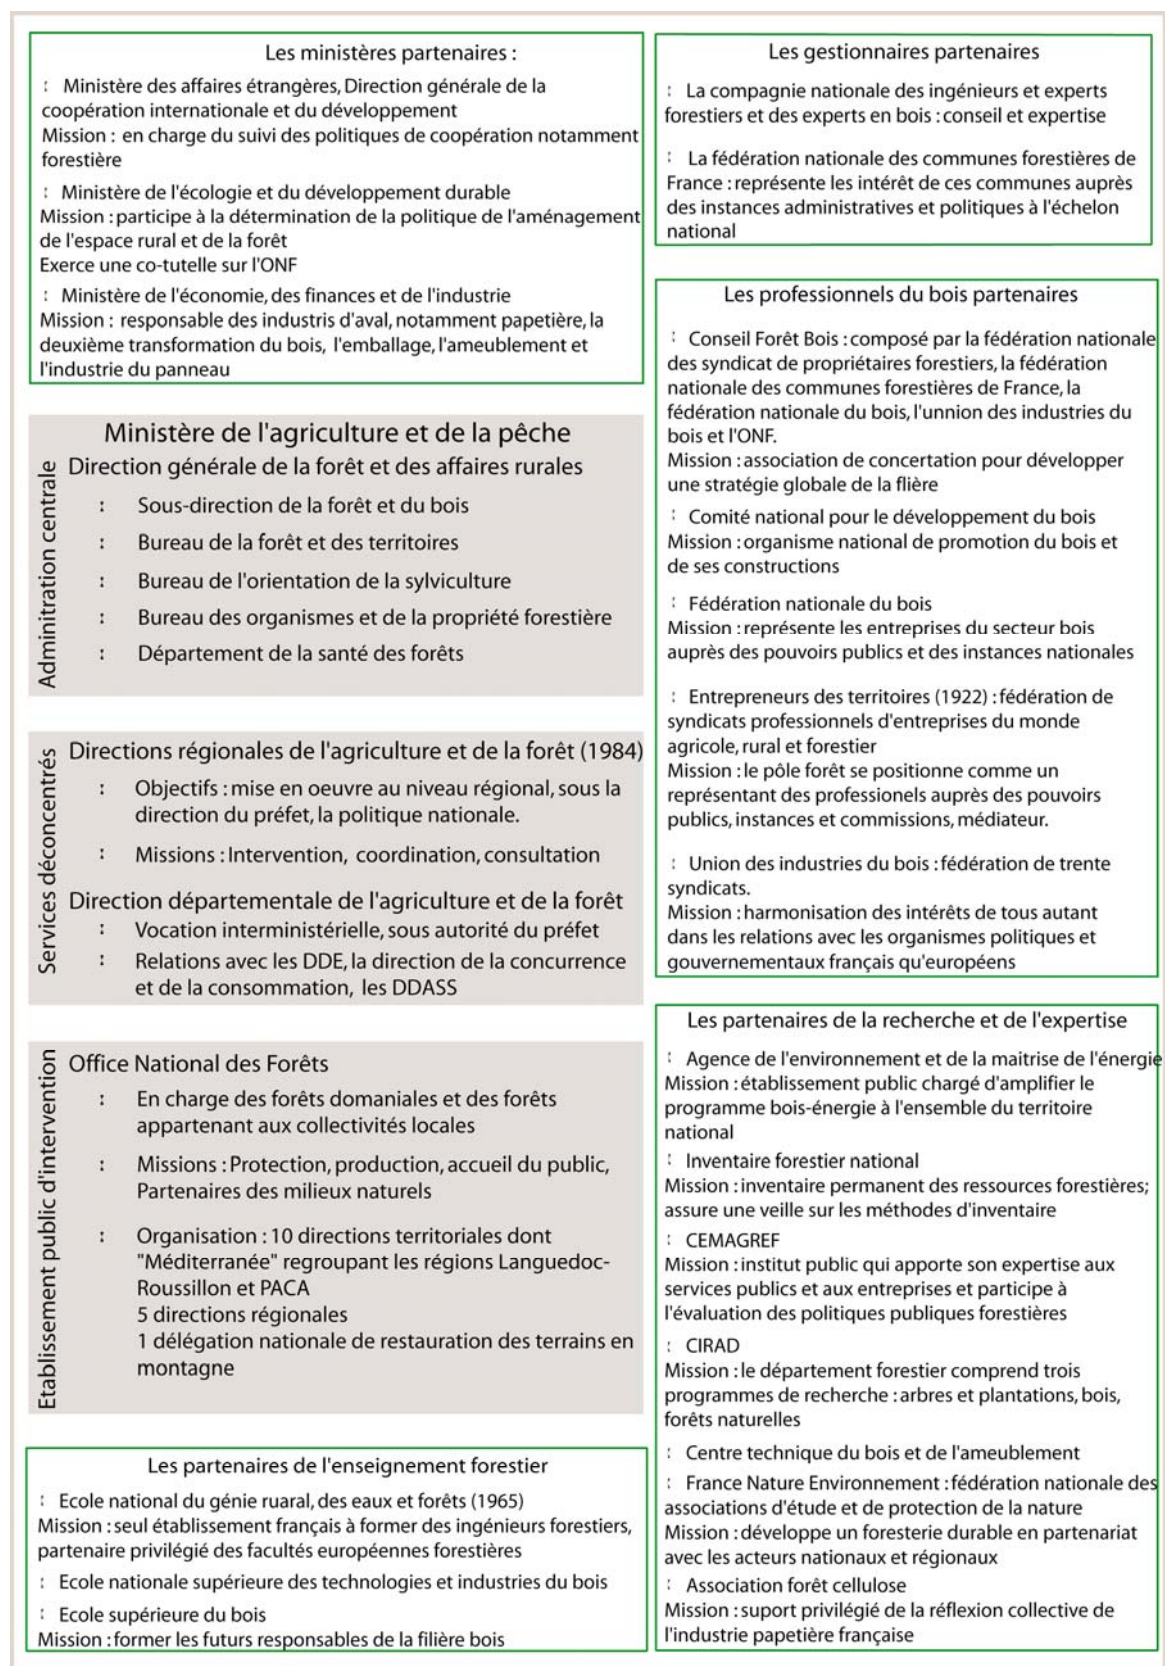 Les ministères partenaires :
: Ministère des affaires étrangères, Direction générale de la
coopération internationale et du développement
Mission : en charge du suivi des politiques de coopération notamment
forestière
: Ministère de l'écologie et du développement durable
Mission : participe à la détermination de la politique de l'aménagement
de l'espace rural et de la forêt
Exerce une co-tutelle sur l'ONF
: Ministère de l'économie, des finances et de l'industrie
Mission : responsable des industris d'aval, notamment papetière, la
deuxième transformation du bois, l'emballage, l'ameublement et
l'industrie du panneau
Adminitration centrale
Ministère de l'agriculture et de la pêche
Direction générale de la forêt et des affaires rurales
: Sous-direction de la forêt et du bois
: Bureau de la forêt et des territoires
: Bureau de l'orientation de la sylviculture
: Bureau des organismes et de la propriété forestière
: Département de la santé des forêts
Services déconcentrés
Directions régionales de l'agriculture et de la forêt (1984)
: Objectifs : mise en oeuvre au niveau régional, sous la
direction du préfet, la politique nationale.
: Missions : Intervention, coordination, consultation
Direction départementale de l'agriculture et de la forêt
: Vocation interministérielle, sous autorité du préfet
: Relations avec les DDE, la direction de la concurrence
et de la consommation, les DDASS
Etablissement public d'intervention
Office National des Forêts
: En charge des forêts domaniales et des forêts
appartenant aux collectivités locales
: Missions : Protection, production, accueil du public,
Partenaires des milieux naturels
: Organisation : 10 directions territoriales dont
"Méditerranée" regroupant les régions Languedoc-
Roussillon et PACA
5 directions régionales
1 délégation nationale de restauration des terrains en
montagne
Les partenaires de l'enseignement forestier
: Ecole national du génie ruaral, des eaux et forêts (1965)
Mission : seul établissement français à former des ingénieurs forestiers,
partenaire privilégié des facultés européennes forestières
: Ecole nationale supérieure des technologies et industries du bois
: Ecole supérieure du bois
Mission : former les futurs responsables de la filière bois
Les gestionnaires partenaires
: La compagnie nationale des ingénieurs et experts
forestiers et des experts en bois : conseil et expertise
: La fédération nationale des communes forestières de
France : représente les intérêt de ces communes auprès
des instances administratives et politiques à l'échelon
national
Les professionnels du bois partenaires
: Conseil Forêt Bois : composé par la fédération nationale
des syndicat de propriétaires forestiers, la fédération
nationale des communes forestières de France, la
fédération nationale du bois, l'unnion des industries du
bois et l'ONF.
Mission : association de concertation pour développer
une stratégie globale de la flière
: Comité national pour le développement du bois
Mission : organisme national de promotion du bois et
de ses constructions
: Fédération nationale du bois
Mission : représente les entreprises du secteur bois
auprès des pouvoirs publics et des instances nationales
: Entrepreneurs des territoires (1922) : fédération de
syndicats professionnels d'entreprises du monde
agricole, rural et forestier
Mission : le pôle forêt se positionne comme un
représentant des professionels auprès des pouvoirs
publics, instances et commissions, médiateur.
: Union des industries du bois : fédération de trente
syndicats.
Mission : harmonisation des intérêts de tous autant
dans les relations avec les organismes politiques et
gouvernementaux français qu'européens
Les partenaires de la recherche et de l'expertise
: Agence de l'environnement et de la maitrise de l'énergie
Mission : établissement public chargé d'amplifier le
programme bois-énergie à l'ensemble du territoire
national
: Inventaire forestier national
Mission : inventaire permanent des ressources forestières;
assure une veille sur les méthodes d'inventaire
: CEMAGREF
Mission : institut public qui apporte son expertise aux
services publics et aux entreprises et participe à
l'évaluation des politiques publiques forestières
: CIRAD
Mission : le département forestier comprend trois
programmes de recherche : arbres et plantations, bois,
forêts naturelles
: Centre technique du bois et de l'ameublement
: France Nature Environnement : fédération nationale des
associations d'étude et de protection de la nature
Mission : développe un foresterie durable en partenariat
avec les acteurs nationaux et régionaux
: Association forêt cellulose
Mission : suport privilégié de la réflexion collective de
l'industrie papetière française